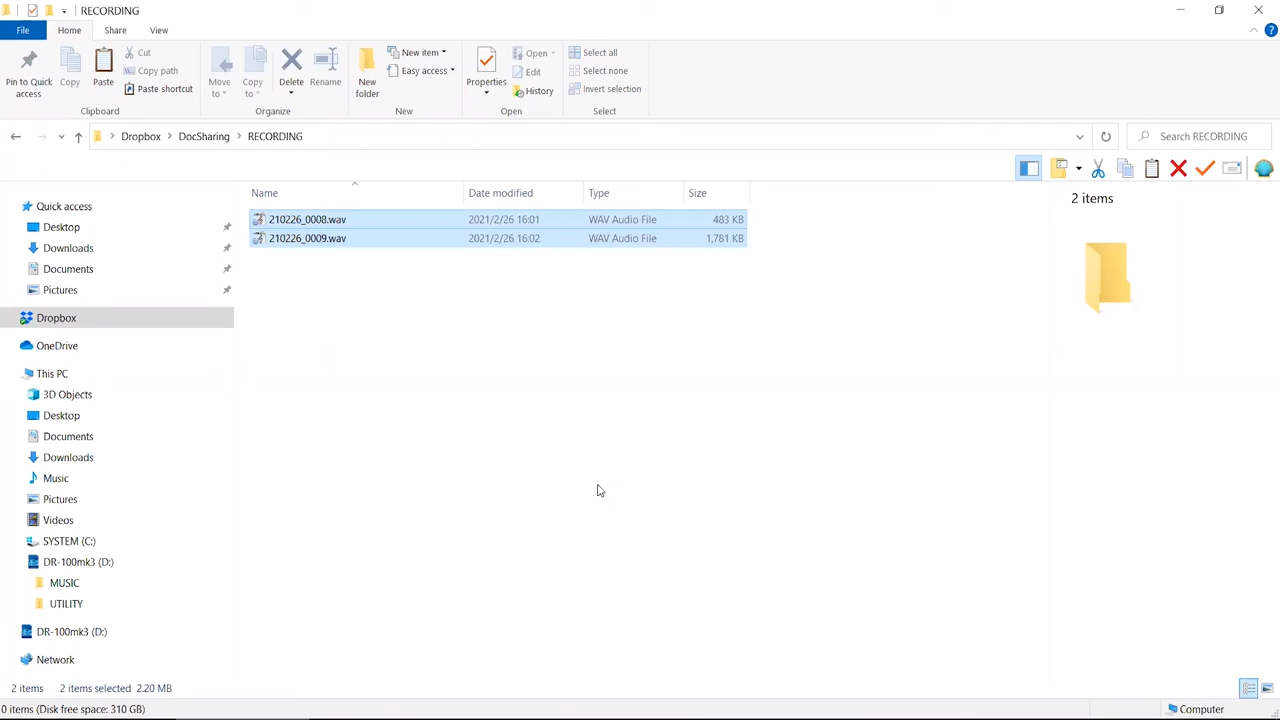 RECORDING
File Home Share View
Pin to Quick access
Copy
Paste
Cut
Copy path
Paste shortcut
Clipboard
Move to
Copy to
Delete
Rename
Organize
New folder
New item
Easy access
New
Properties
Open
Edit
History
Open
Select all
Select none
Invert selection
Select
Dropbox DocSharing RECORDING
Search RECORDING
Name Date modified Type Size
210226_0008.wav 2021/2/26 16:01 WAV Audio File 483 KB
210226_0009.wav 2021/2/26 16:02 WAV Audio File 1,781 KB
2 items
Quick access
Desktop
Downloads
Documents
Pictures
Dropbox
OneDrive
This PC
3D Objects
Desktop
Documents
Downloads
Music
Pictures
Videos
SYSTEM (C:)
DR-100mk3 (D:)
MUSIC
UTILITY
DR-100mk3 (D:)
Network
2 items 2 items selected 2.20 MB
0 items (Disk free space: 310 GB) Computer